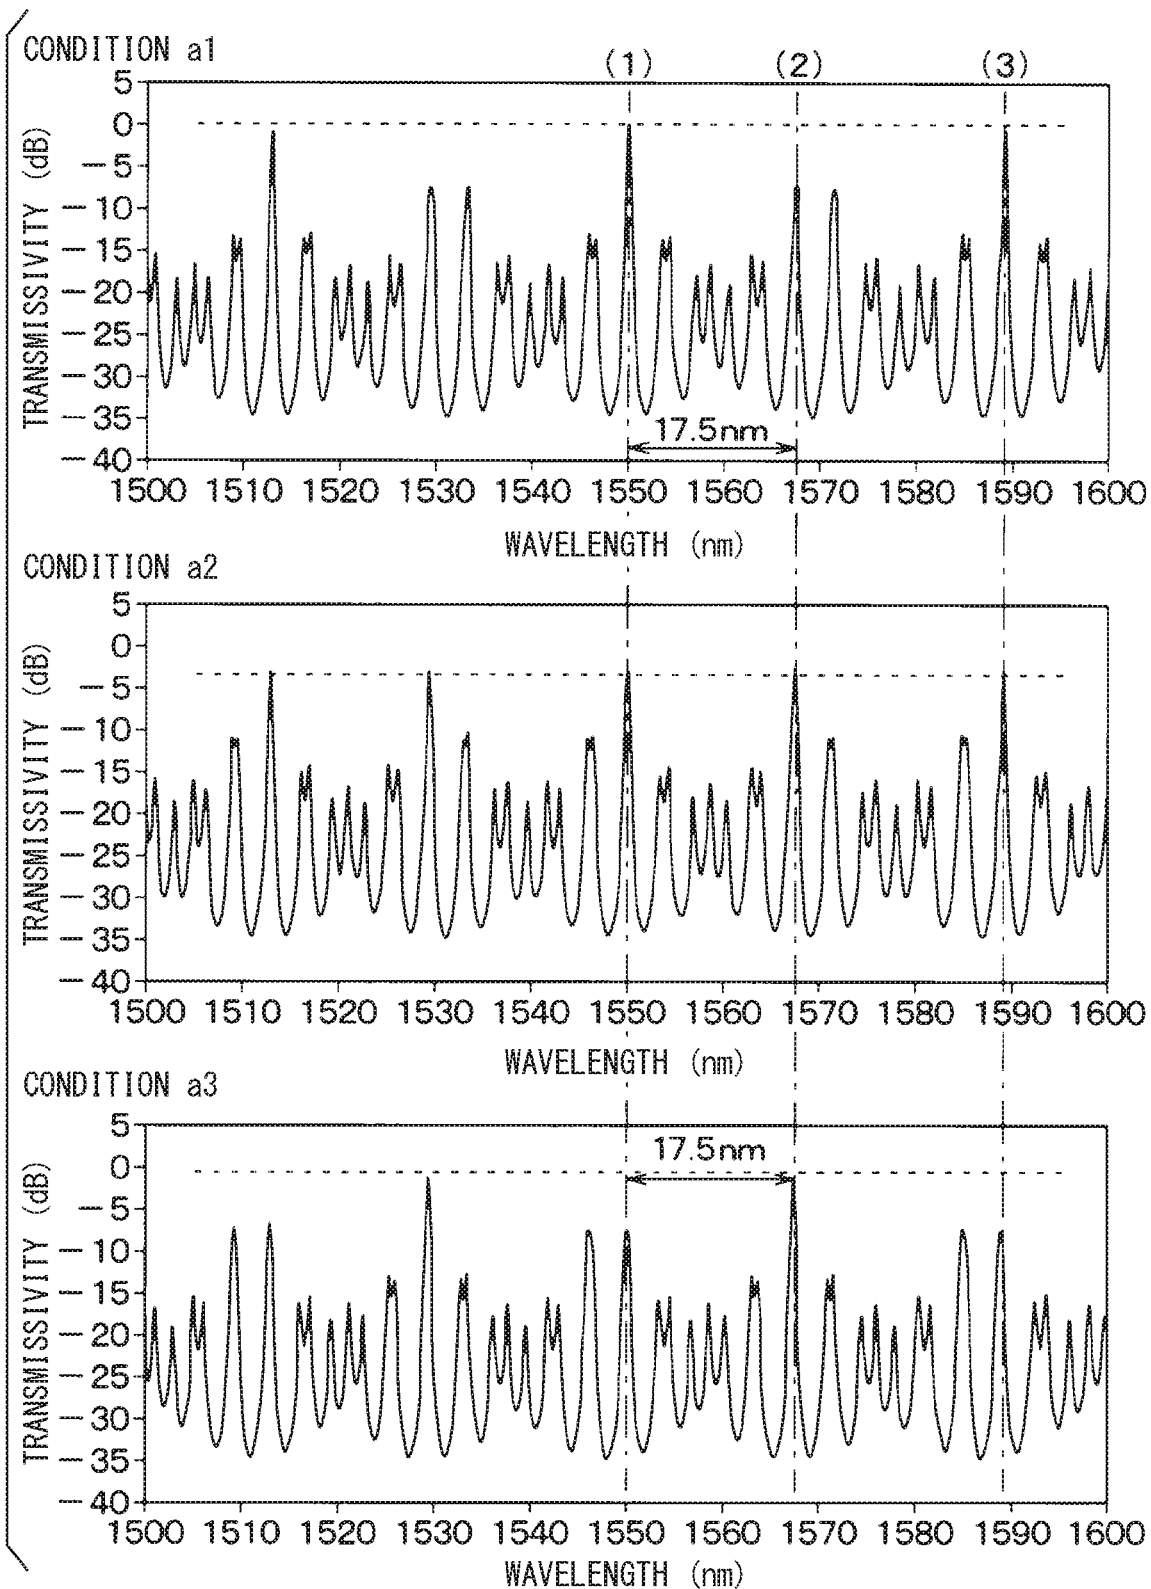 CONDITION a1
(1) (2) (3)
TRANSMISSIVITY (dB)
5
0
-5
-10
-15
-20
-25
-30
-35
-40
17.5nm
1500 1510 1520 1530 1540 1550 1560 1570 1580 1590 1600
WAVELENGTH (nm)
CONDITION a2
TRANSMISSIVITY (dB)
5
0
-5
-10
-15
-20
-25
-30
-35
-40
1500 1510 1520 1530 1540 1550 1560 1570 1580 1590 1600
WAVELENGTH (nm)
CONDITION a3
TRANSMISSIVITY (dB)
5
0
-5
-10
-15
-20
-25
-30
-35
-40
17.5nm
1500 1510 1520 1530 1540 1550 1560 1570 1580 1590 1600
WAVELENGTH (nm)